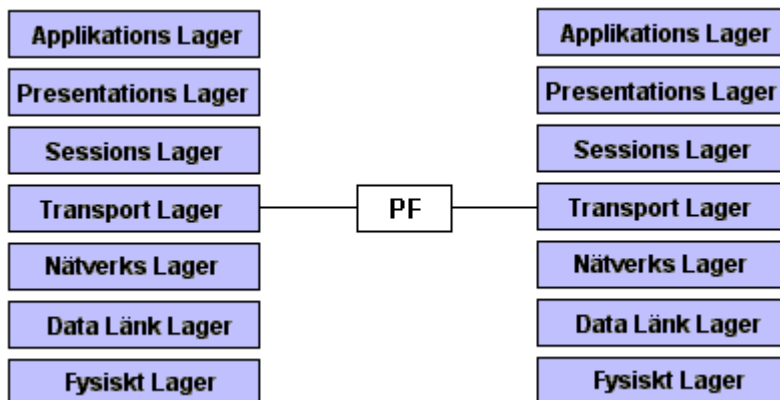 Applikations Lager
Presentations Lager
Sessions Lager
Transport Lager
Nätverks Lager
Data Länk Lager
Fysiskt Lager
PF
Applikations Lager
Presentations Lager
Sessions Lager
Transport Lager
Nätverks Lager
Data Länk Lager
Fysiskt Lager